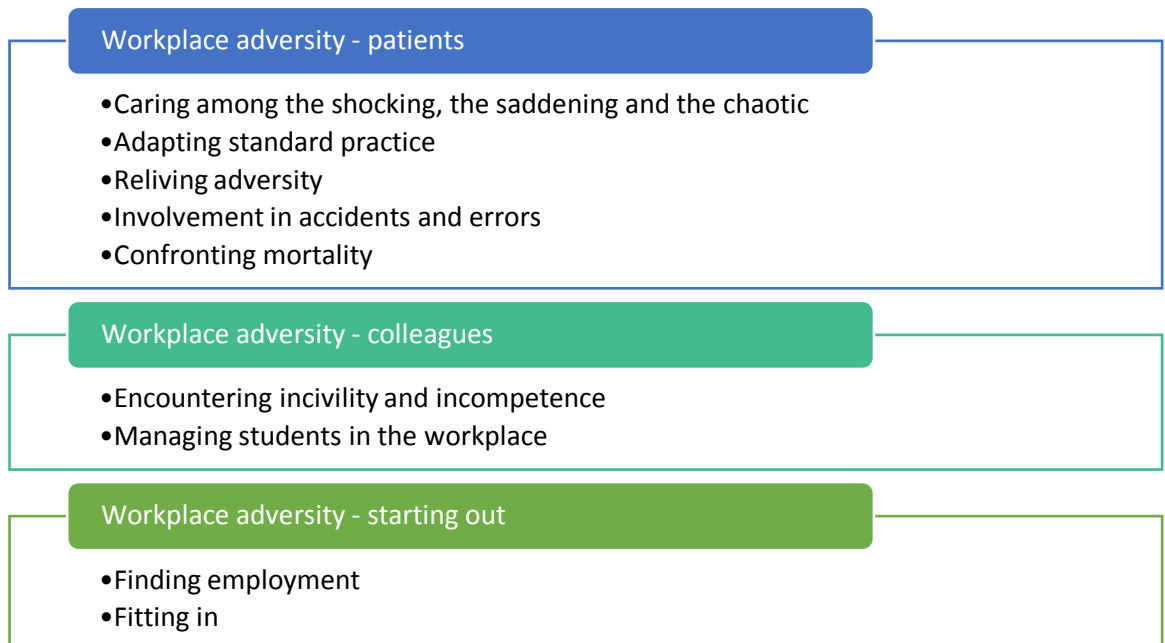 Workplace adversity - patients
•Caring among the shocking, the saddening and the chaotic
•Adapting standard practice
•Reliving adversity
•Involvement in accidents and errors
•Confronting mortality
Workplace adversity - colleagues
•Encountering incivility and incompetence
•Managing students in the workplace
Workplace adversity - starting out
•Finding employment
•Fitting in